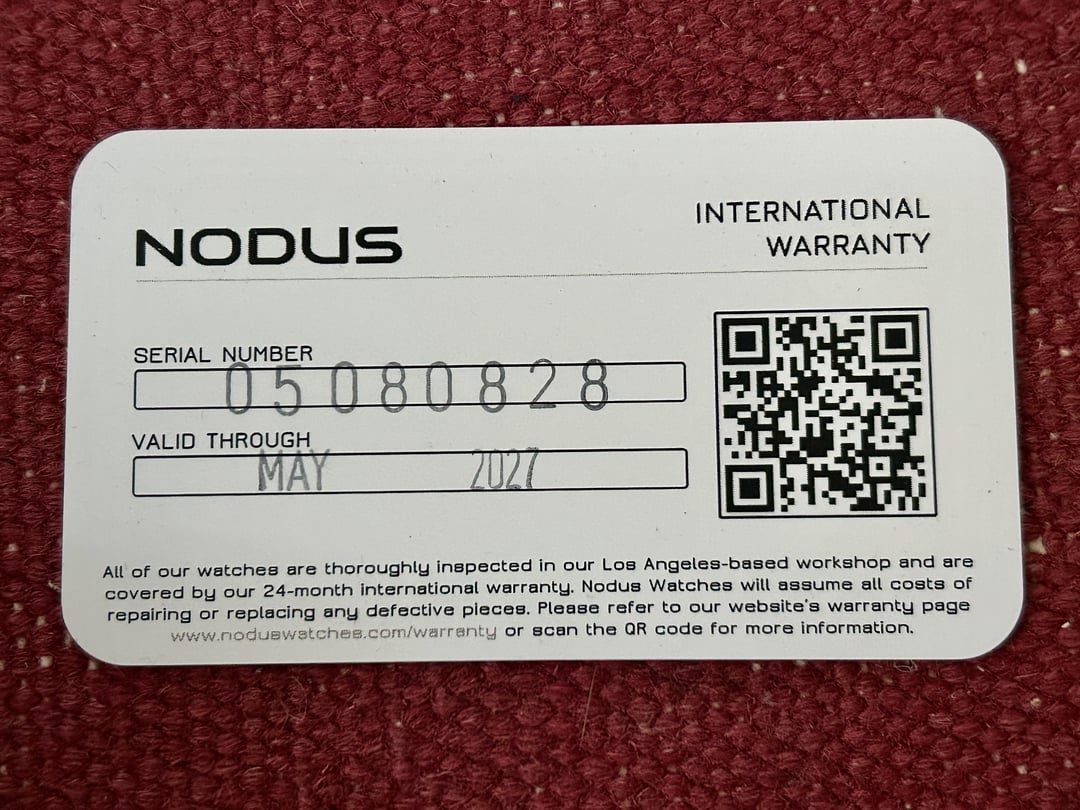 NODUS
INTERNATIONAL
WARRANTY
SERIAL NUMBER
05080828
VALID THROUGH
MAY 2027
All of our watches are thoroughly inspected in our Los Angeles-based workshop and are
covered by our 24-month international warranty. Nodus Watches will assume all costs of
repairing or replacing any defective pieces. Please refer to our website's warranty page
www.noduswatches.com/warranty or scan the QR code for more information.